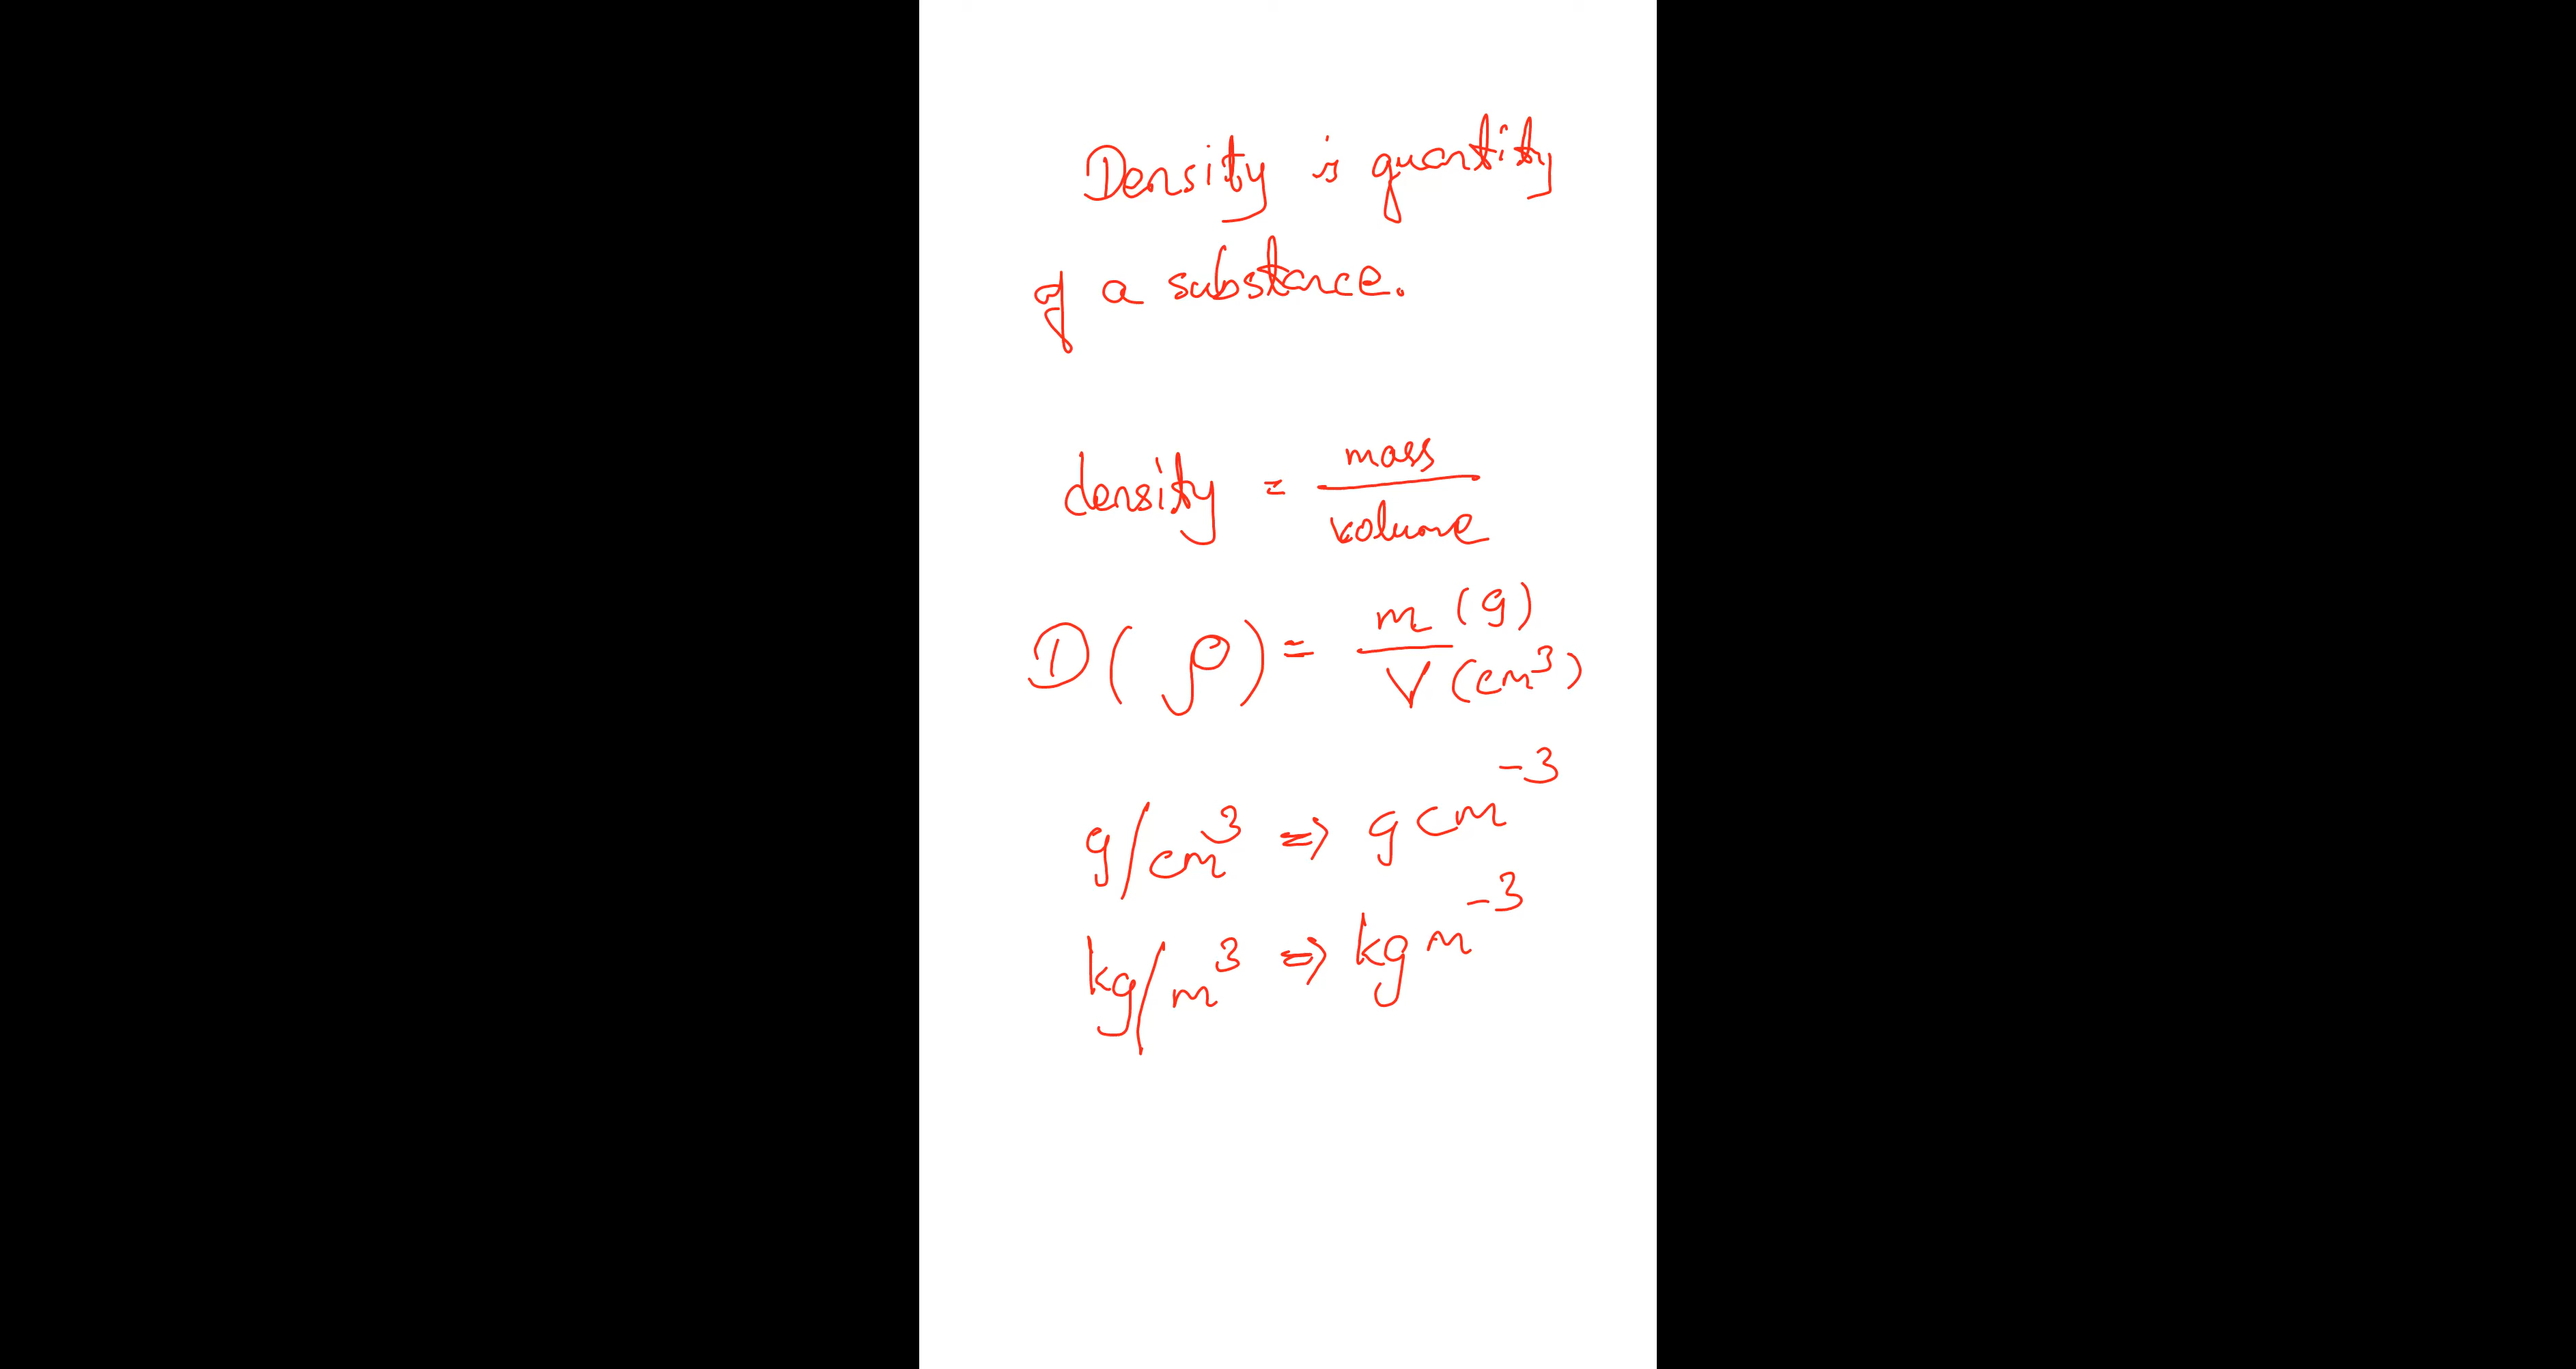 Density is quantity
of a substance.
density = mass / volume
D(ρ) = m (g) / V (cm³)
g/cm³ ⇒ g cm⁻³
kg/m³ ⇒ kg m⁻³